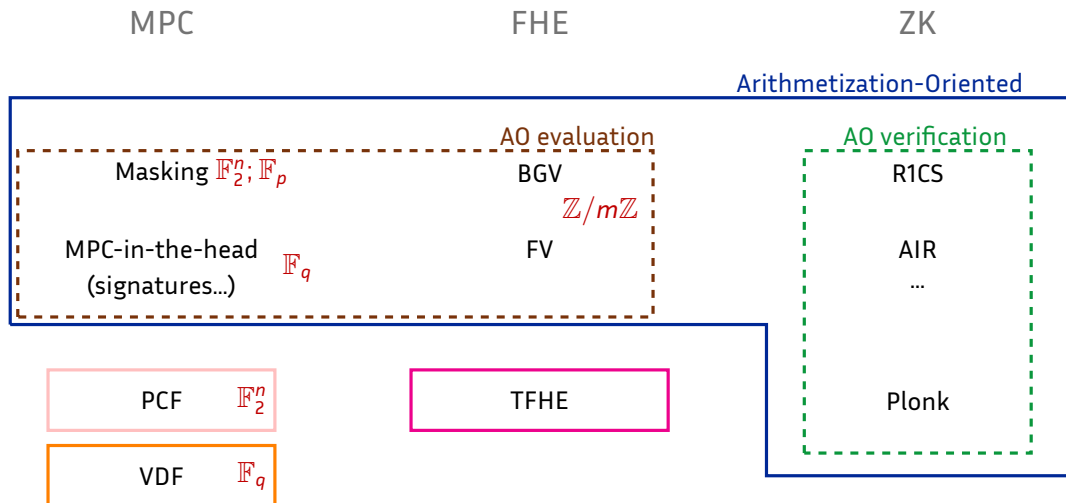 MPC FHE ZK
Arithmetization-Oriented
AO evaluation AO verification
Masking 𝔽₂ⁿ; 𝔽ₚ BGV R1CS
ℤ/mℤ
MPC-in-the-head 𝔽_q FV AIR
(signatures...) ...
PCF 𝔽₂ⁿ TFHE Plonk
VDF 𝔽_q